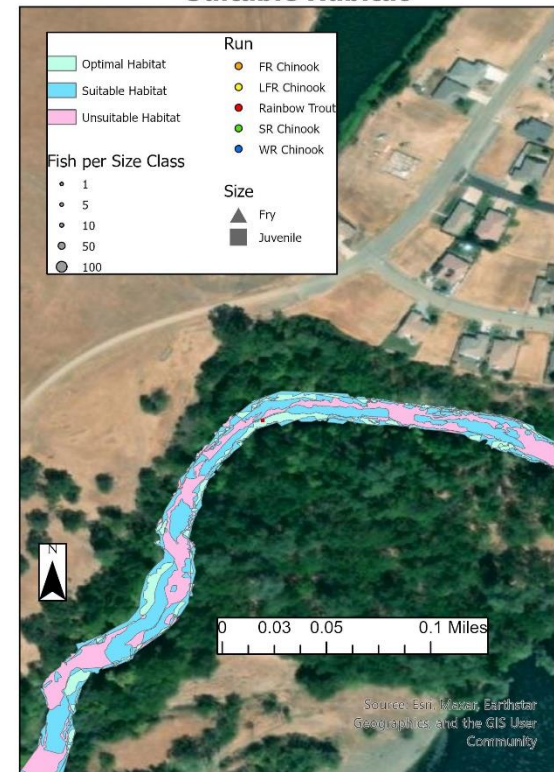 Optimal Habitat
Suitable Habitat
Unsuitable Habitat
Fish per Size Class
1
5
10
50
100
Run
FR Chinook
LFR Chinook
Rainbow Trout
SR Chinook
WR Chinook
Size
Fry
Juvenile
N
0 0.03 0.05 0.1 Miles
Source: Esri, Maxar, Earthstar
Geographics, and the GIS User
Community